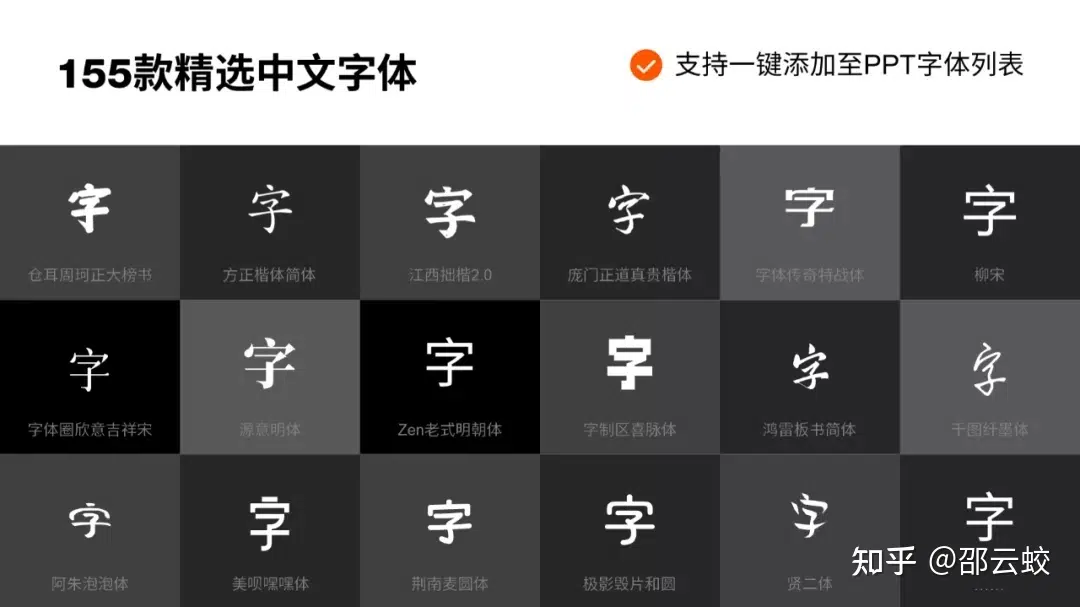 155款精选中文字体
支持一键添加至PPT字体列表
字 字 字 字 字 字
仓耳周珂正大榜书 方正楷体简体 江西拙楷2.0 庞门正道真贵楷体 字体传奇特战体 柳宋
字 字 字 字 字 字
字体圈欣意吉祥宋 源意明体 Zen老式明朝体 字制区喜脉体 鸿雷板书简体 千图纤墨体
字 字 字 字 字 字
阿朱泡泡体 美呗嘿嘿体 荆南麦圆体 极影毁片和圆 贤二体 ......
知乎 @邵云蛟